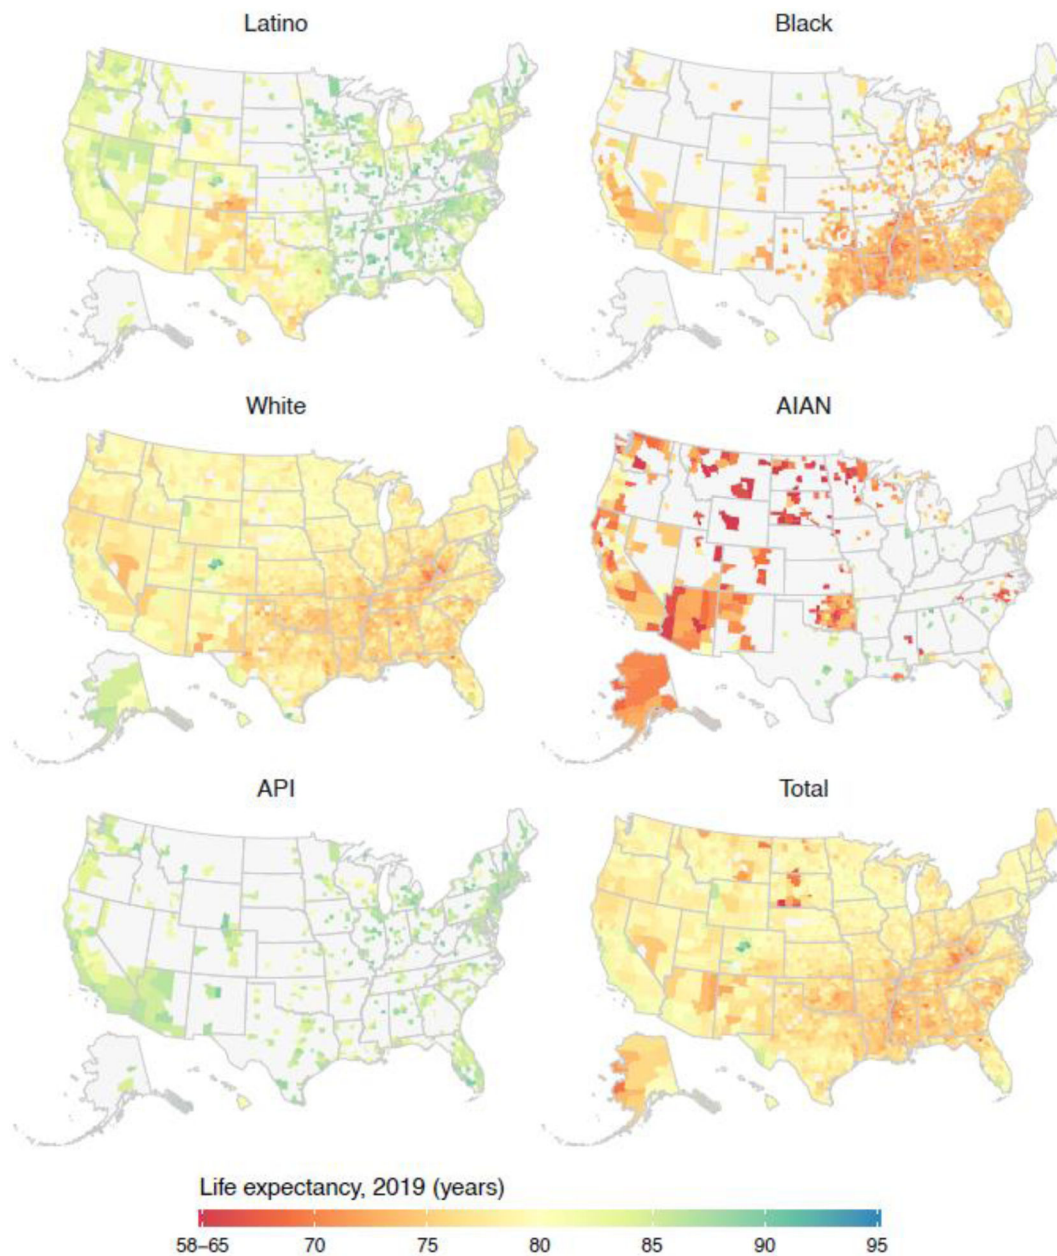 Latino
Black
White
AIAN
API
Total
Life expectancy, 2019 (years)
58–65 70 75 80 85 90 95